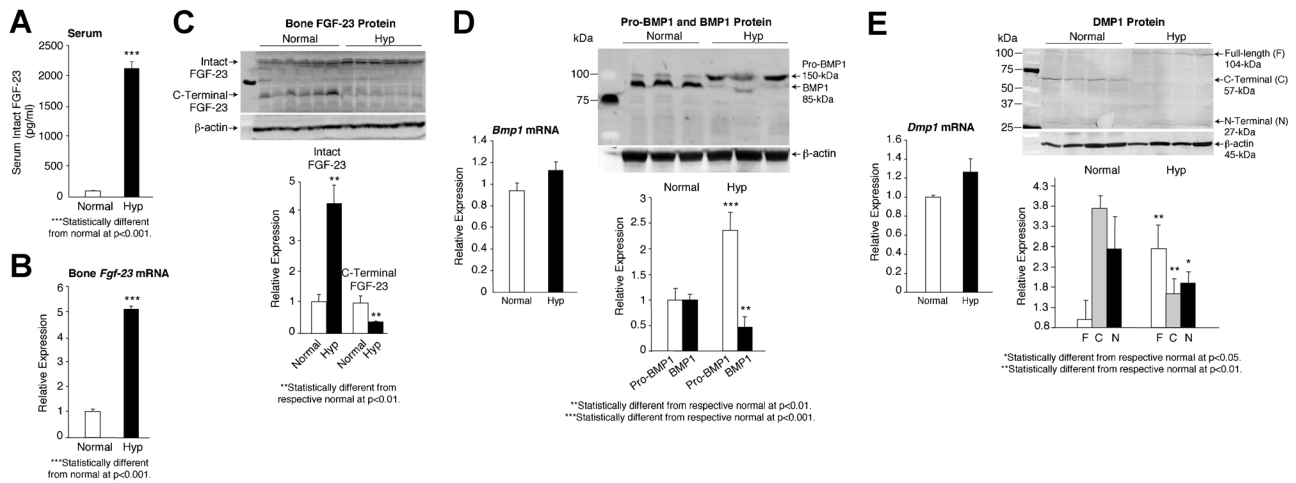 A
Serum
Serum Intact FGF-23
(pg/ml)
2500
2000
1500
1000
500
0
***
Normal Hyp
***Statistically different
from normal at p<0.001.
B
Bone Fgf-23 mRNA
Relative Expression
6
5
4
3
2
1
0
***
Normal Hyp
***Statistically different
from normal at p<0.001.
C
Bone FGF-23 Protein
Normal Hyp
Intact
FGF-23
C-Terminal
FGF-23
β-actin
Intact
FGF-23
Relative Expression
5
4
2
1
0
**
C-Terminal
FGF-23
**
Normal
Hyp
Normal
Hyp
**Statistically different from
respective normal at p<0.01.
D
Pro-BMP1 and BMP1 Protein
kDa
Normal Hyp
100
75
Pro-BMP1
150-kDa
BMP1
85-kDa
β-actin
Bmp1 mRNA
Relative Expression
1.4
1.2
1
0.8
0.6
0.4
0.2
0
Normal Hyp
Normal Hyp
Relative Expression
3.0
2.5
2.0
1.5
1.0
0.5
0
***
**
Pro-BMP1
BMP1
Pro-BMP1
BMP1
**Statistically different from respective normal at p<0.01.
***Statistically different from respective normal at p<0.001.
E
DMP1 Protein
kDa
Normal Hyp
100
75
50
37
25
Full-length (F)
104-kDa
C-Terminal (C)
57-kDa
N-Terminal (N)
27-kDa
β-actin
45-kDa
Dmp1 mRNA
Relative Expression
1.6
1.4
1.2
1.0
0.8
0.6
0.4
0.2
0.0
Normal Hyp
Normal Hyp
Relative Expression
4.3
3.8
3.3
2.8
2.3
1.8
1.3
0.8
**
**
*
F C N F C N
*Statistically different from respective normal at p<0.05.
**Statistically different from respective normal at p<0.01.